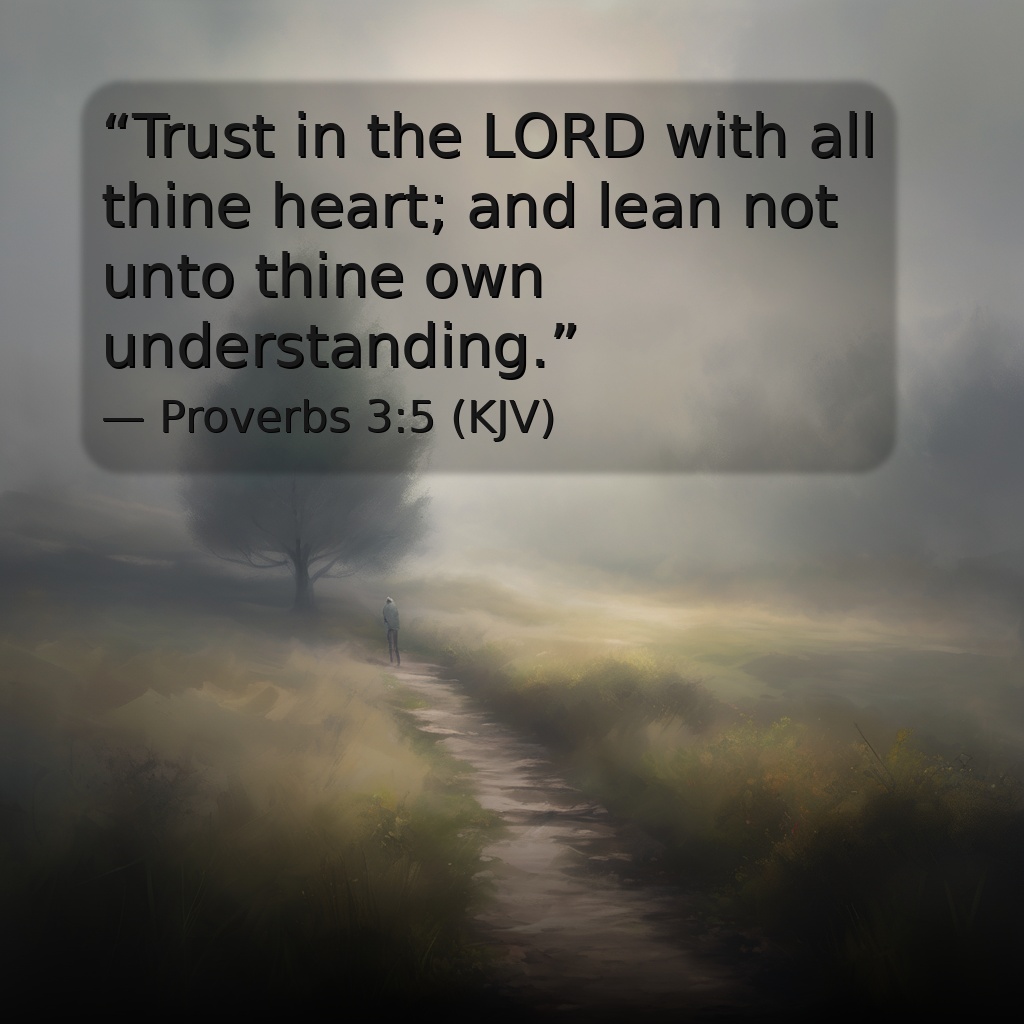 “Trust in the LORD with all
thine heart; and lean not
unto thine own
understanding.”
— Proverbs 3:5 (KJV)